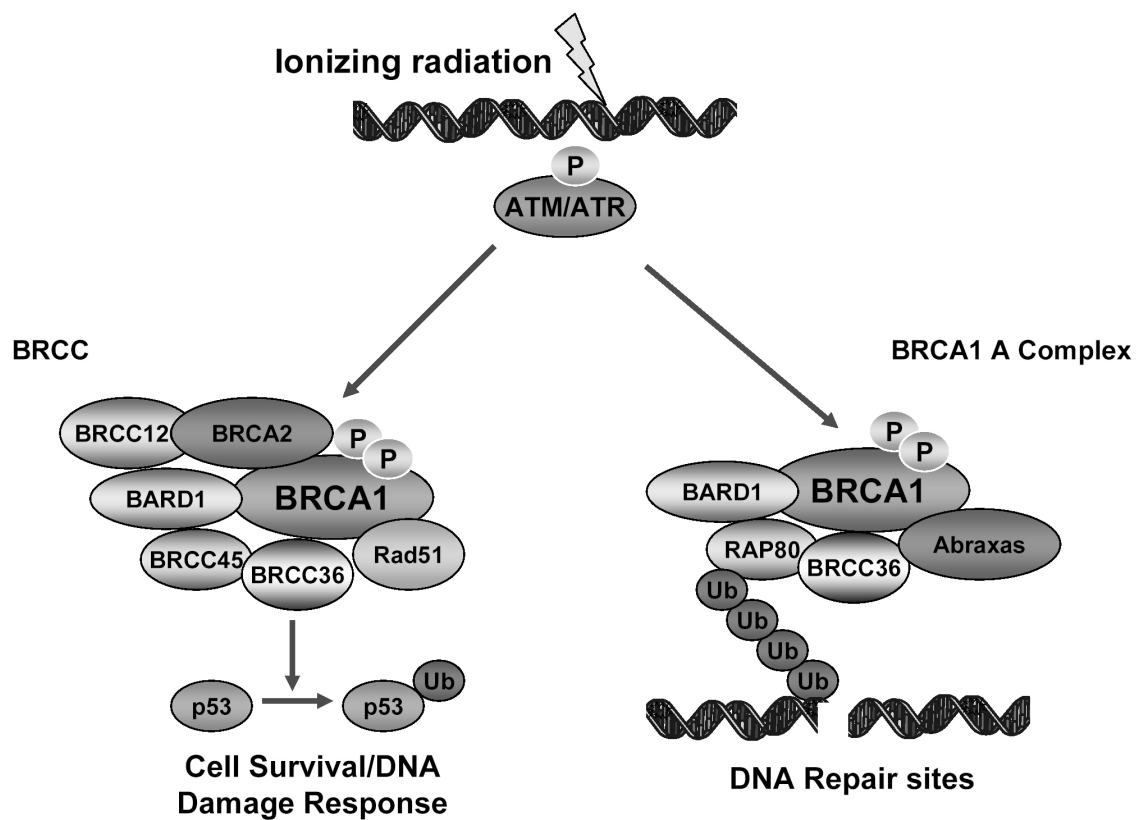 Ionizing radiation
P
ATM/ATR
BRCC
BRCA1 A Complex
BRCC12
BRCA2
P
P
BARD1
BRCA1
BRCC45
BRCC36
Rad51
p53
p53
Ub
Cell Survival/DNA
Damage Response
P
P
BARD1
BRCA1
RAP80
BRCC36
Abraxas
Ub
Ub
Ub
Ub
DNA Repair sites